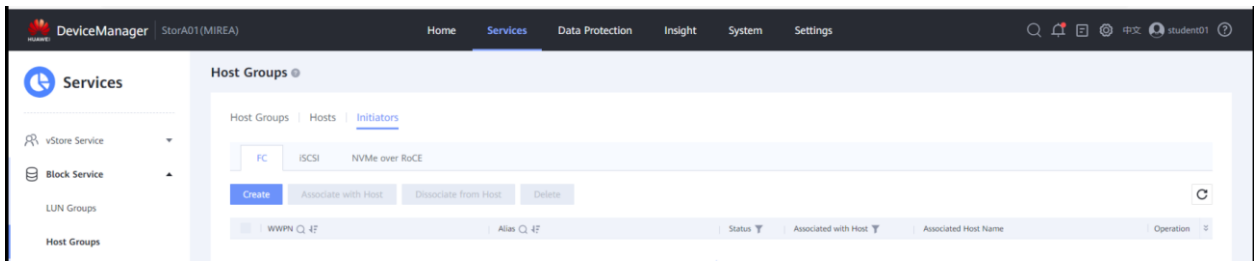 HUAWEI DeviceManager StorA01(MIREA) Home Services Data Protection Insight System Settings 中文 student01
Services
Host Groups
Host Groups Hosts Initiators
vStore Service
FC iSCSI NVMe over RoCE
Block Service
Create Associate with Host Dissociate from Host Delete
LUN Groups
WWPN Alias Status Associated with Host Associated Host Name Operation
Host Groups